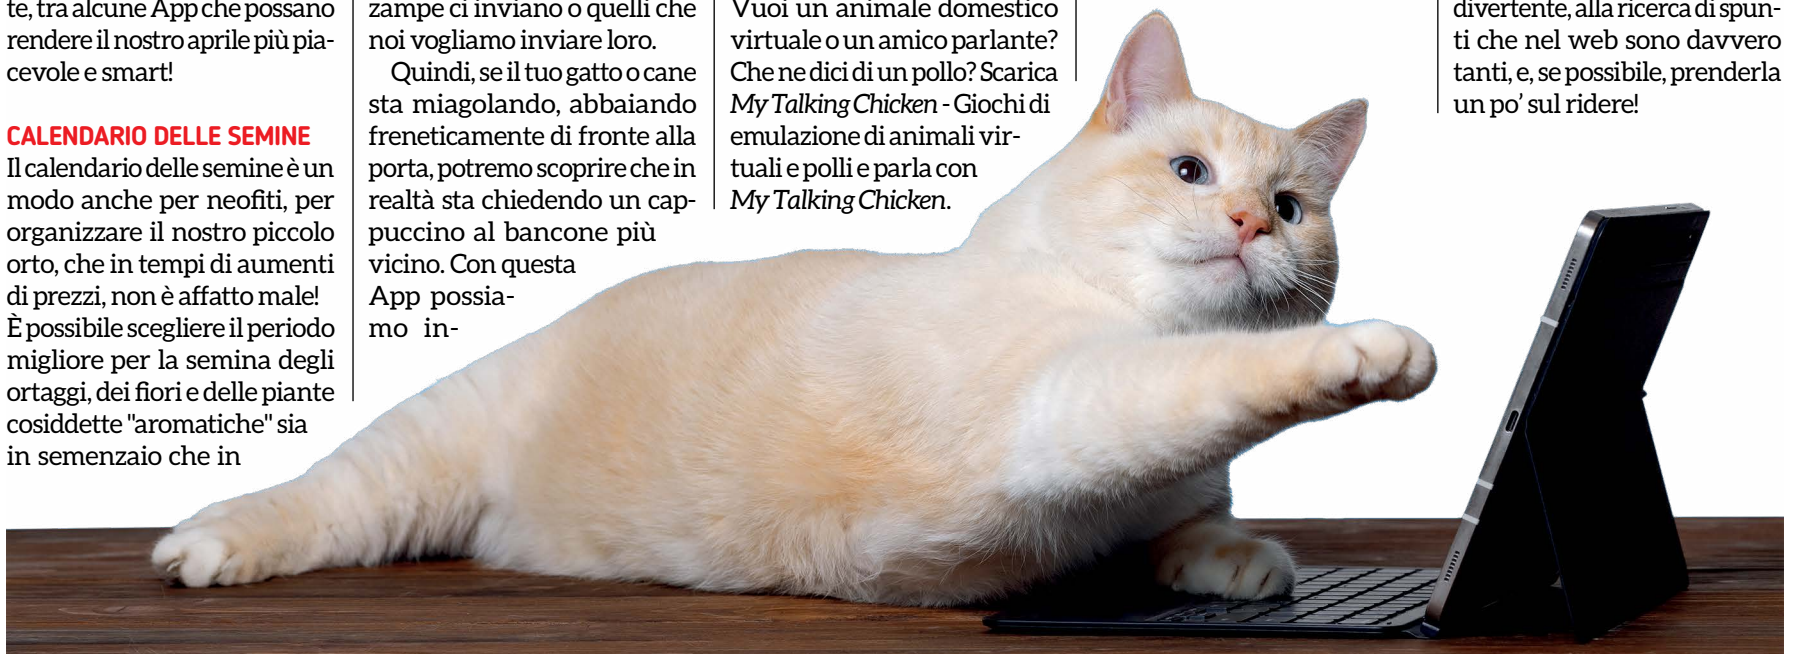 te, tra alcune App che possano
rendere il nostro aprile più pia-
cevole e smart!
CALENDARIO DELLE SEMINE
Il calendario delle semine è un
modo anche per neofiti, per
organizzare il nostro piccolo
orto, che in tempi di aumenti
di prezzi, non è affatto male!
È possibile scegliere il periodo
migliore per la semina degli
ortaggi, dei fiori e delle piante
cosiddette "aromatiche" sia
in semenzaio che in
zampe ci inviano o quelli che
noi vogliamo inviare loro.
Quindi, se il tuo gatto o cane
sta miagolando, abbaiando
freneticamente di fronte alla
porta, potremo scoprire che in
realtà sta chiedendo un cap-
puccino al bancone più
vicino. Con questa
App possia-
mo in-
Vuoi un animale domestico
virtuale o un amico parlante?
Che ne dici di un pollo? Scarica
My Talking Chicken - Giochi di
emulazione di animali vir-
tuali e polli e parla con
My Talking Chicken.
divertente, alla ricerca di spun-
ti che nel web sono davvero
tanti, e, se possibile, prenderla
un po’ sul ridere!